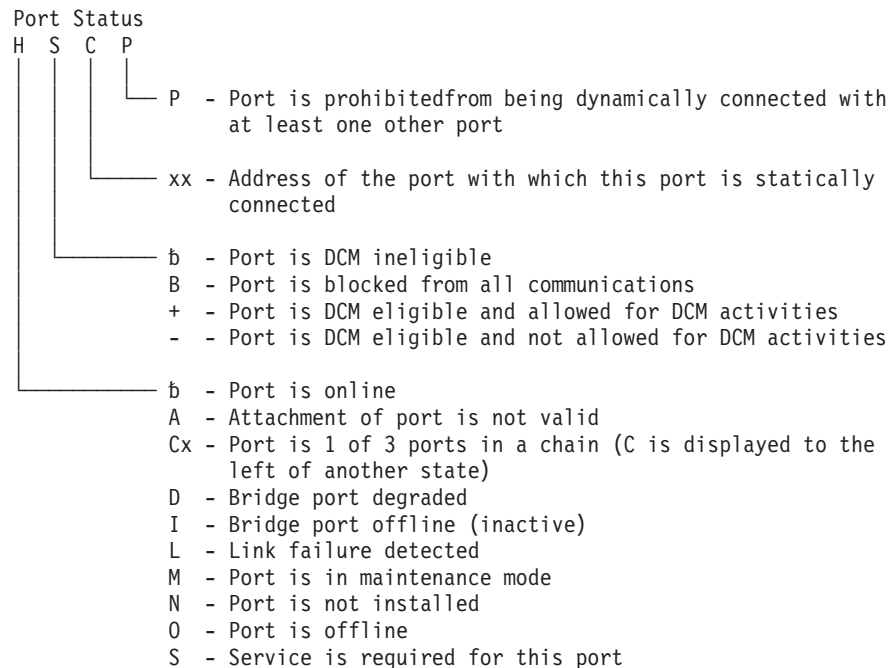 Port Status
H S C P
P - Port is prohibitedfrom being dynamically connected with
at least one other port
xx - Address of the port with which this port is statically
connected
ƀ - Port is DCM ineligible
B - Port is blocked from all communications
+ - Port is DCM eligible and allowed for DCM activities
- - Port is DCM eligible and not allowed for DCM activities
ƀ - Port is online
A - Attachment of port is not valid
Cx - Port is 1 of 3 ports in a chain (C is displayed to the
left of another state)
D - Bridge port degraded
I - Bridge port offline (inactive)
L - Link failure detected
M - Port is in maintenance mode
N - Port is not installed
O - Port is offline
S - Service is required for this port